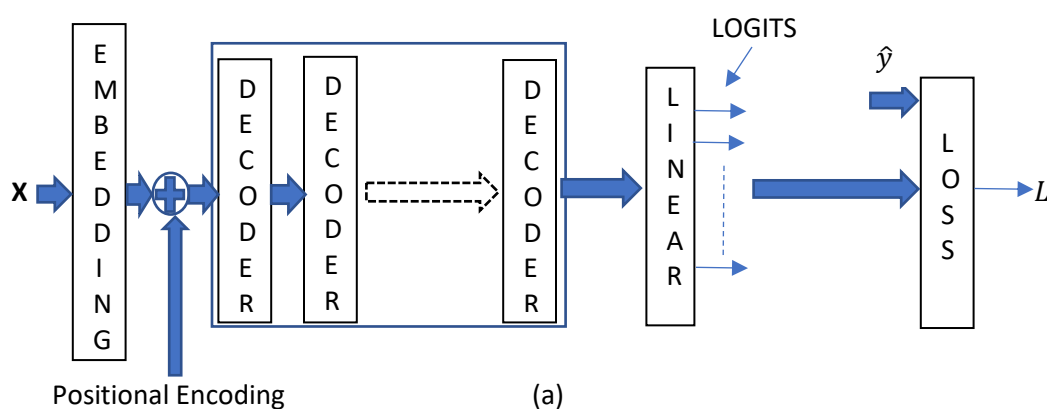 LOGITS
EMBEDDING
DECODER
DECODER
DECODER
LINEAR
ŷ
LOSS
X
L
Positional Encoding
(a)